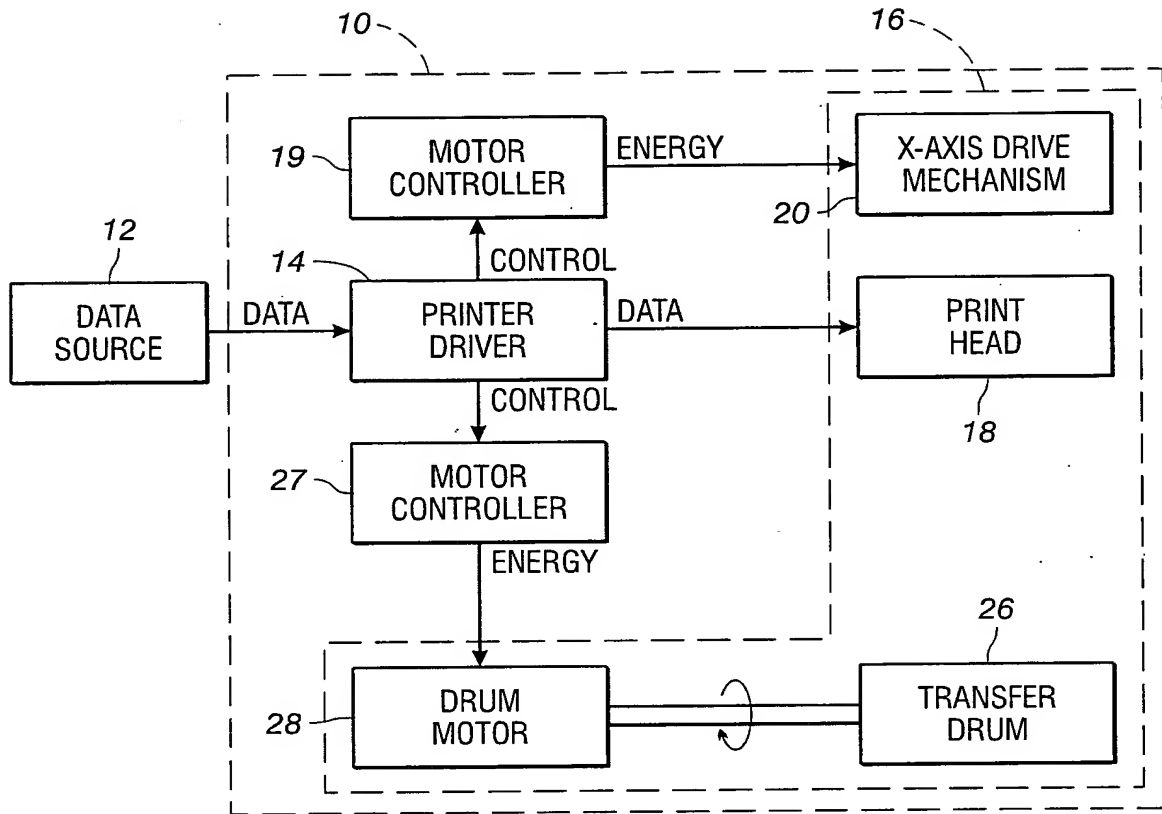 10
16
19
MOTOR
CONTROLLER
ENERGY
X-AXIS DRIVE
MECHANISM
20
12
14
CONTROL
DATA
SOURCE
DATA
PRINTER
DRIVER
DATA
PRINT
HEAD
18
CONTROL
27
MOTOR
CONTROLLER
ENERGY
26
28
DRUM
MOTOR
TRANSFER
DRUM